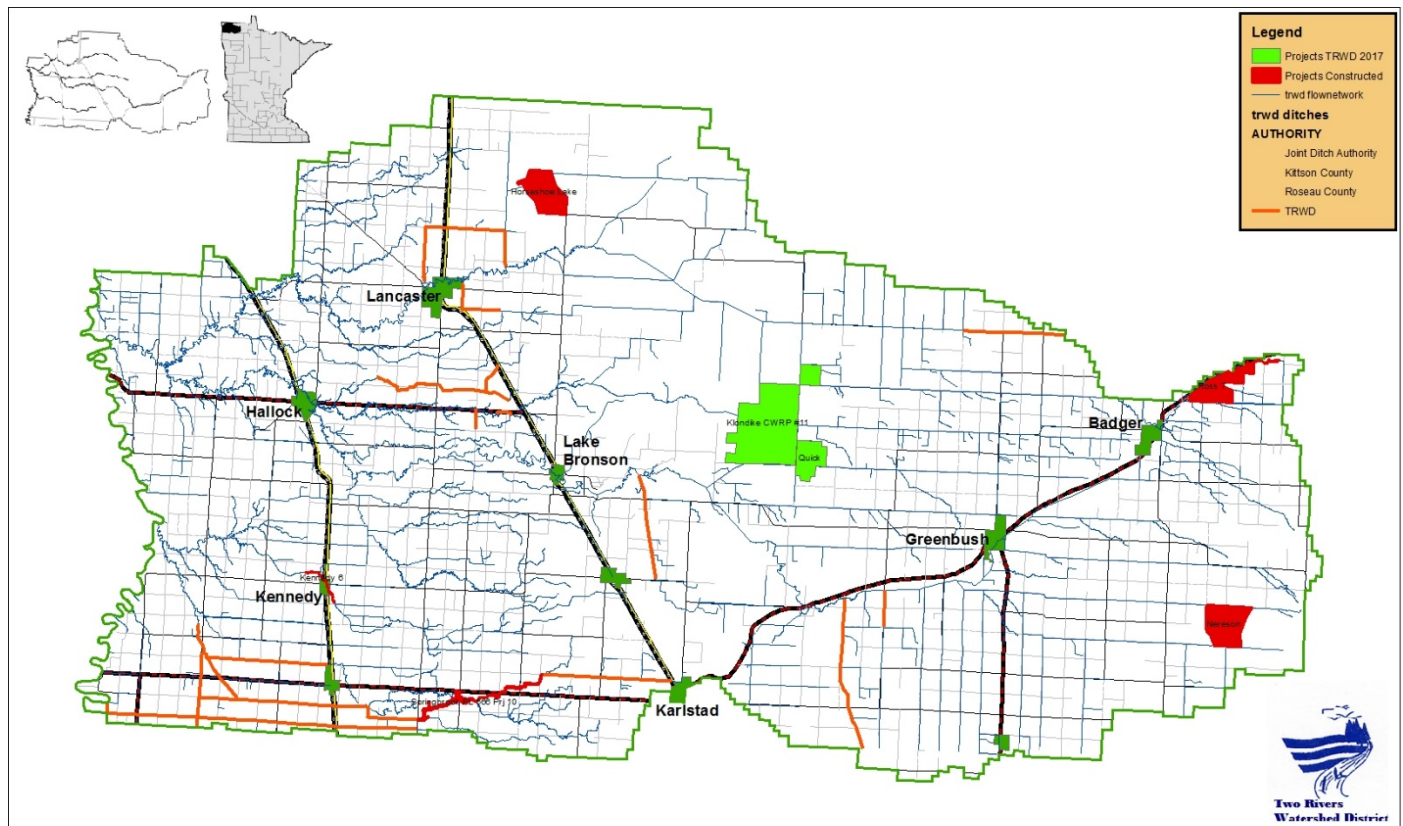 Legend
Projects TRWD 2017
Projects Constructed
trwd flownetwork
trwd ditches
AUTHORITY
Joint Ditch Authority
Kittson County
Roseau County
TRWD
Horseshoe Lake
Lancaster
Hallock
Lake
Bronson
Klondike CWRP #11
Quick
Ross
Badger
Greenbush
Kennedy 6
Kennedy
Nereson
Karlstad
Two Rivers
Watershed District